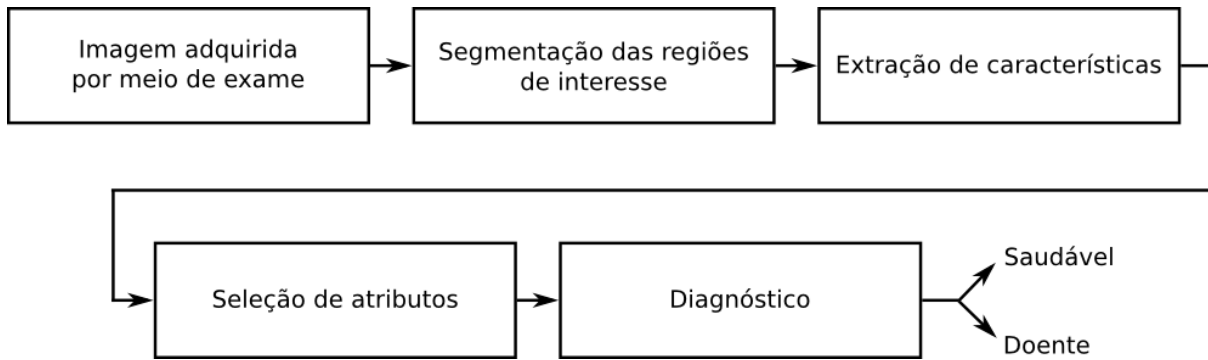 Imagem adquirida
por meio de exame
Segmentação das regiões
de interesse
Extração de características
Seleção de atributos
Diagnóstico
Saudável
Doente